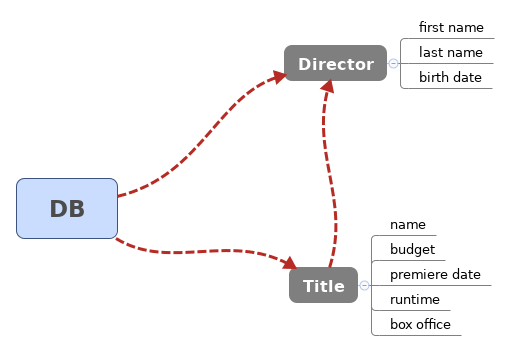 first name
Director
last name
birth date
DB
name
budget
Title
premiere date
runtime
box office